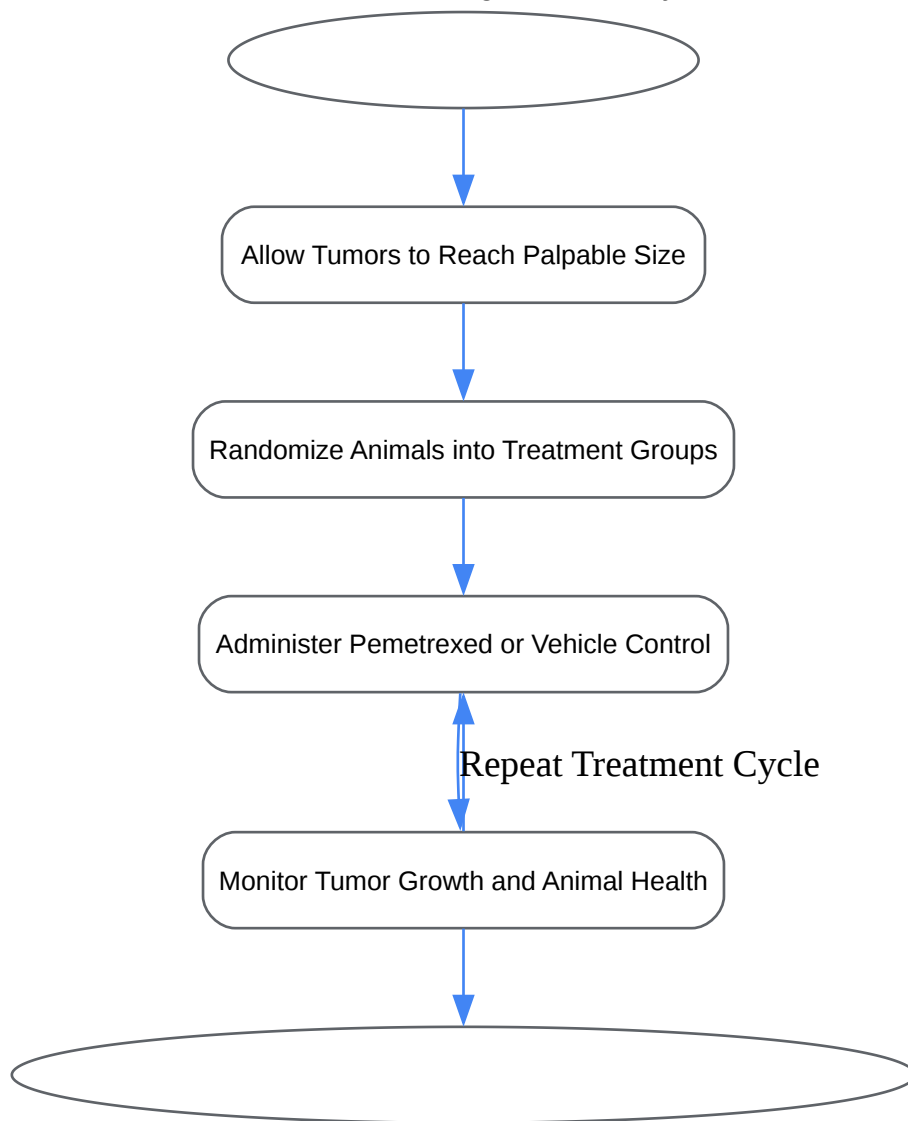 Allow Tumors to Reach Palpable Size
Randomize Animals into Treatment Groups
Administer Pemetrexed or Vehicle Control
Repeat Treatment Cycle
Monitor Tumor Growth and Animal Health